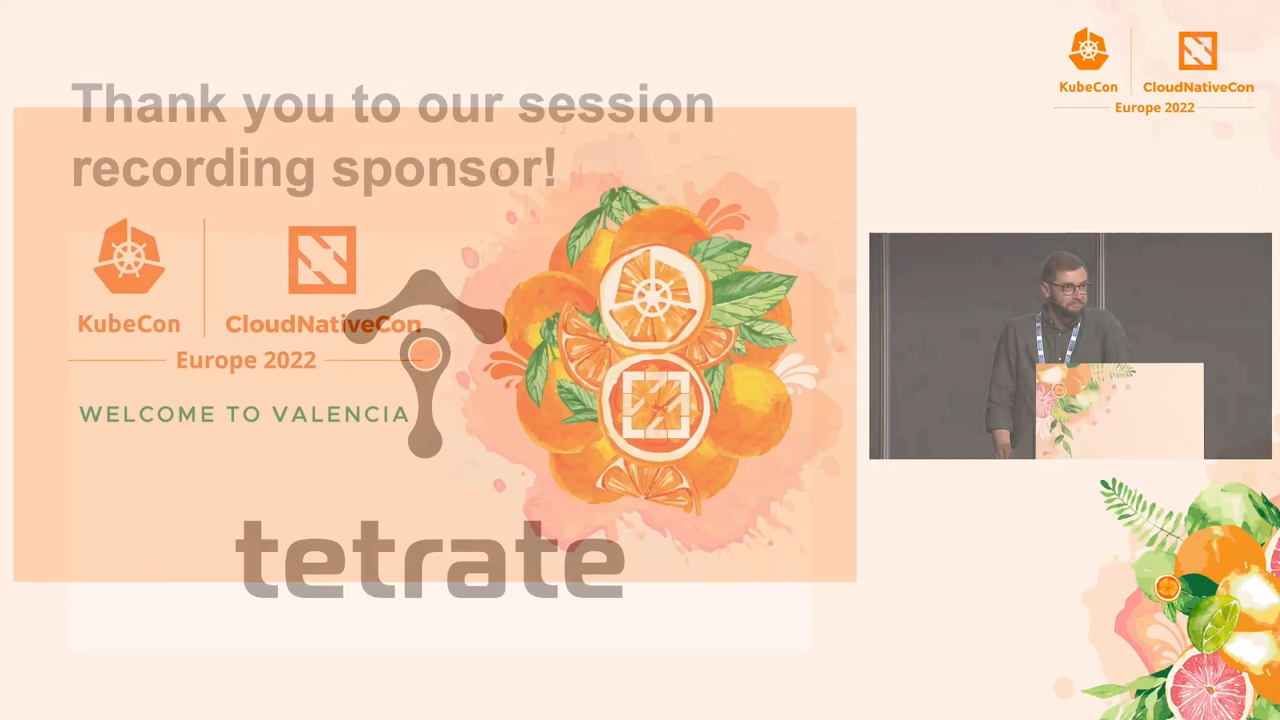 Thank you to our session
recording sponsor!
KubeCon
CloudNativeCon
Europe 2022
WELCOME TO VALENCIA
tetrate
KubeCon
CloudNativeCon
Europe 2022